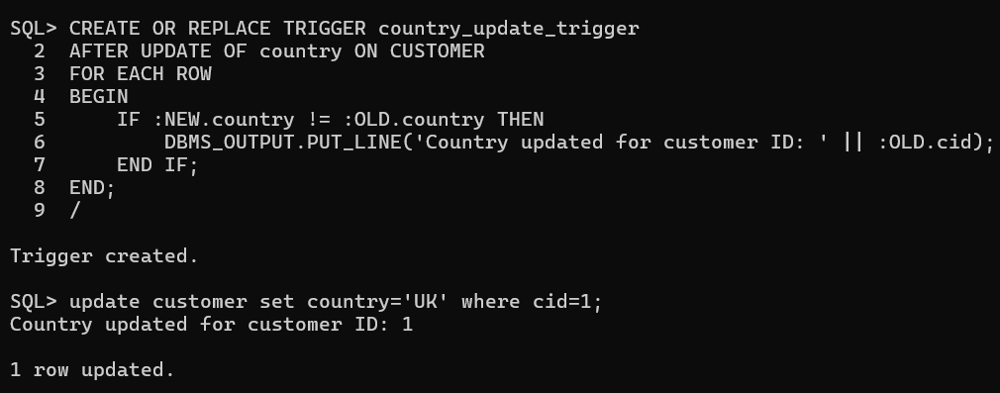 SQL> CREATE OR REPLACE TRIGGER country_update_trigger
  2  AFTER UPDATE OF country ON CUSTOMER
  3  FOR EACH ROW
  4  BEGIN
  5      IF :NEW.country != :OLD.country THEN
  6          DBMS_OUTPUT.PUT_LINE('Country updated for customer ID: ' || :OLD.cid);
  7      END IF;
  8  END;
  9  /
Trigger created.
SQL> update customer set country='UK' where cid=1;
Country updated for customer ID: 1
1 row updated.